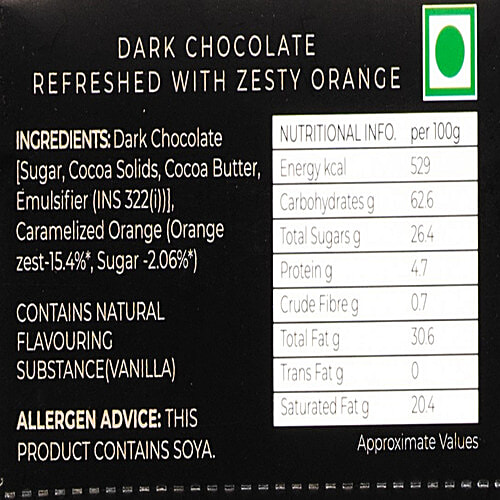 DARK CHOCOLATE
REFRESHED WITH ZESTY ORANGE
INGREDIENTS: Dark Chocolate
[Sugar, Cocoa Solids, Cocoa Butter,
Emulsifier (INS 322(i))],
Caramelized Orange (Orange
zest-15.4%*, Sugar -2.06%*)
CONTAINS NATURAL
FLAVOURING
SUBSTANCE(VANILLA)
ALLERGEN ADVICE: THIS
PRODUCT CONTAINS SOYA.
NUTRITIONAL INFO. per 100g
Energy kcal 529
Carbohydrates g 62.6
Total Sugars g 26.4
Protein g 4.7
Crude Fibre g 0.7
Total Fat g 30.6
Trans Fat g 0
Saturated Fat g 20.4
Approximate Values